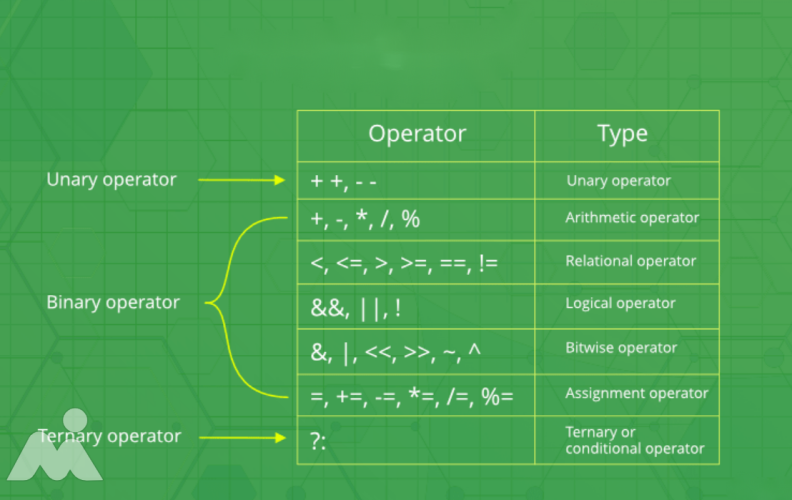 Operator Type
Unary operator + +, - - Unary operator
+, -, *, /, % Arithmetic operator
<, <=, >, >=, ==, != Relational operator
Binary operator &&, ||, ! Logical operator
&, |, <<, >>, ~, ^ Bitwise operator
=, +=, -=, *=, /=, %= Assignment operator
Ternary operator ?: Ternary or
conditional operator